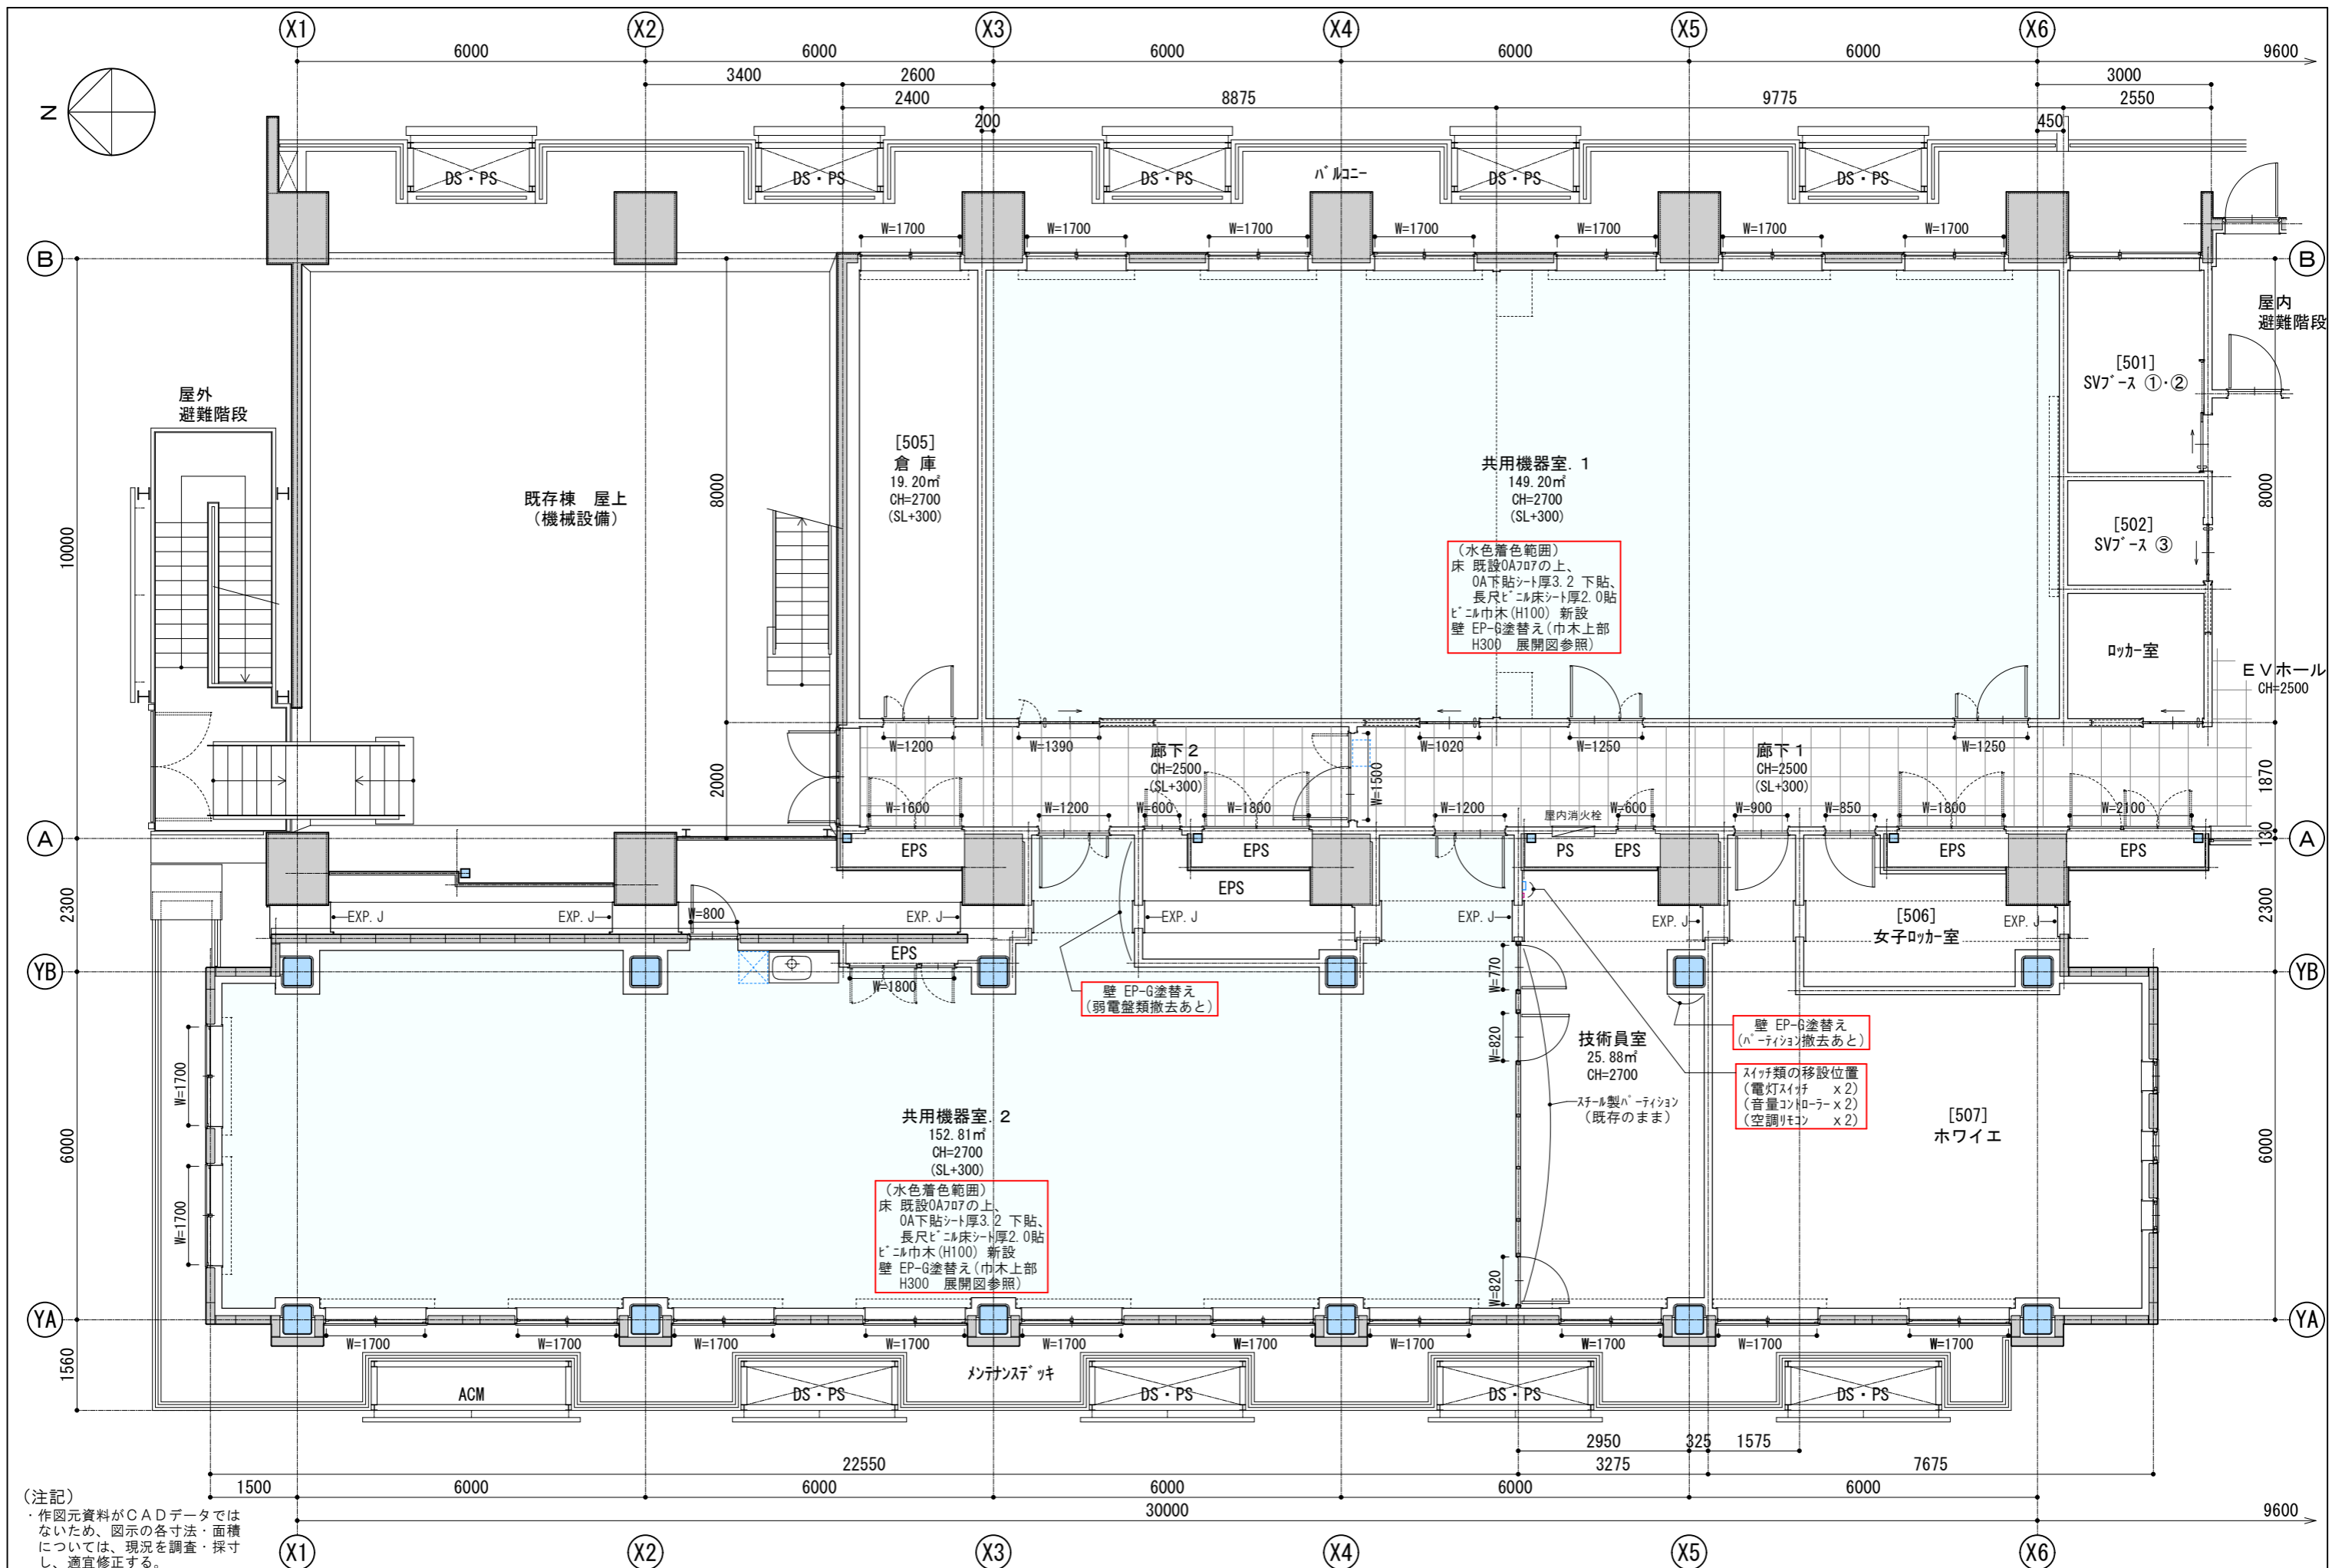 X1
X2
X3
X4
X5
X6
6000
6000
6000
6000
6000
9600
3400
2600
3000
2400
8875
9775
2550
200
450
N
DS・PS
DS・PS
DS・PS
DS・PS
DS・PS
バルコニー
W=1700
W=1700
W=1700
W=1700
W=1700
W=1700
W=1700
B
B
屋内
避難階段
屋外
避難階段
[501]
SVブース ①・②
[505]
倉 庫
19.20㎡
CH=2700
(SL+300)
共用機器室.1
149.20㎡
CH=2700
(SL+300)
既存棟 屋上
(機械設備)
8000
8000
10000
[502]
SVブース ③
(水色着色範囲)
床 既設OAフロアの上、
OA下貼シート厚3.2 下貼、
長尺ビニル床シート厚2.0貼
ビニル巾木(H100) 新設
壁 EP-G塗替え(巾木上部
H300 展開図参照)
ロッカー室
EVホール
CH=2500
W=1200
W=1390
廊下2
CH=2500
(SL+300)
W=1020
W=1250
廊下1
CH=2500
(SL+300)
W=1250
2000
W=1500
1870
W=1600
W=1200
W=600
W=1800
W=1200
屋内消火栓
W=600
W=900
W=850
W=1800
W=2100
130
A
A
EPS
EPS
PS
EPS
EPS
EPS
EPS
2300
2300
EXP.J
EXP.J
W=800
EXP.J
EXP.J
EXP.J
EXP.J
[506]
女子ロッカー室
EXP.J
EPS
W=1800
YB
YB
W=770
壁 EP-G塗替え
(弱電盤類撤去あと)
W=820
技術員室
25.88㎡
CH=2700
壁 EP-G塗替え
(パーティション撤去あと)
スイッチ類の移設位置
(電灯スイッチ x2)
(音量コントローラー x2)
(空調リモコン x2)
スチール製パーティション
(既存のまま)
[507]
ホワイエ
W=1700
W=1700
6000
6000
共用機器室.2
152.81㎡
CH=2700
(SL+300)
(水色着色範囲)
床 既設OAフロアの上、
OA下貼シート厚3.2 下貼、
長尺ビニル床シート厚2.0貼
ビニル巾木(H100) 新設
壁 EP-G塗替え(巾木上部
H300 展開図参照)
W=820
YA
YA
W=1700
W=1700
W=1700
W=1700
W=1700
W=1700
W=1700
W=1700
W=1700
W=1700
1560
メンテナンスデッキ
ACM
DS・PS
DS・PS
DS・PS
DS・PS
2950
325
1575
22550
3275
7675
1500
6000
6000
6000
6000
6000
30000
9600
(注記)
・作図元資料がCADデータでは
ないため、図示の各寸法・面積
については、現況を調査・採寸
し、適宜修正する。
X1
X2
X3
X4
X5
X6